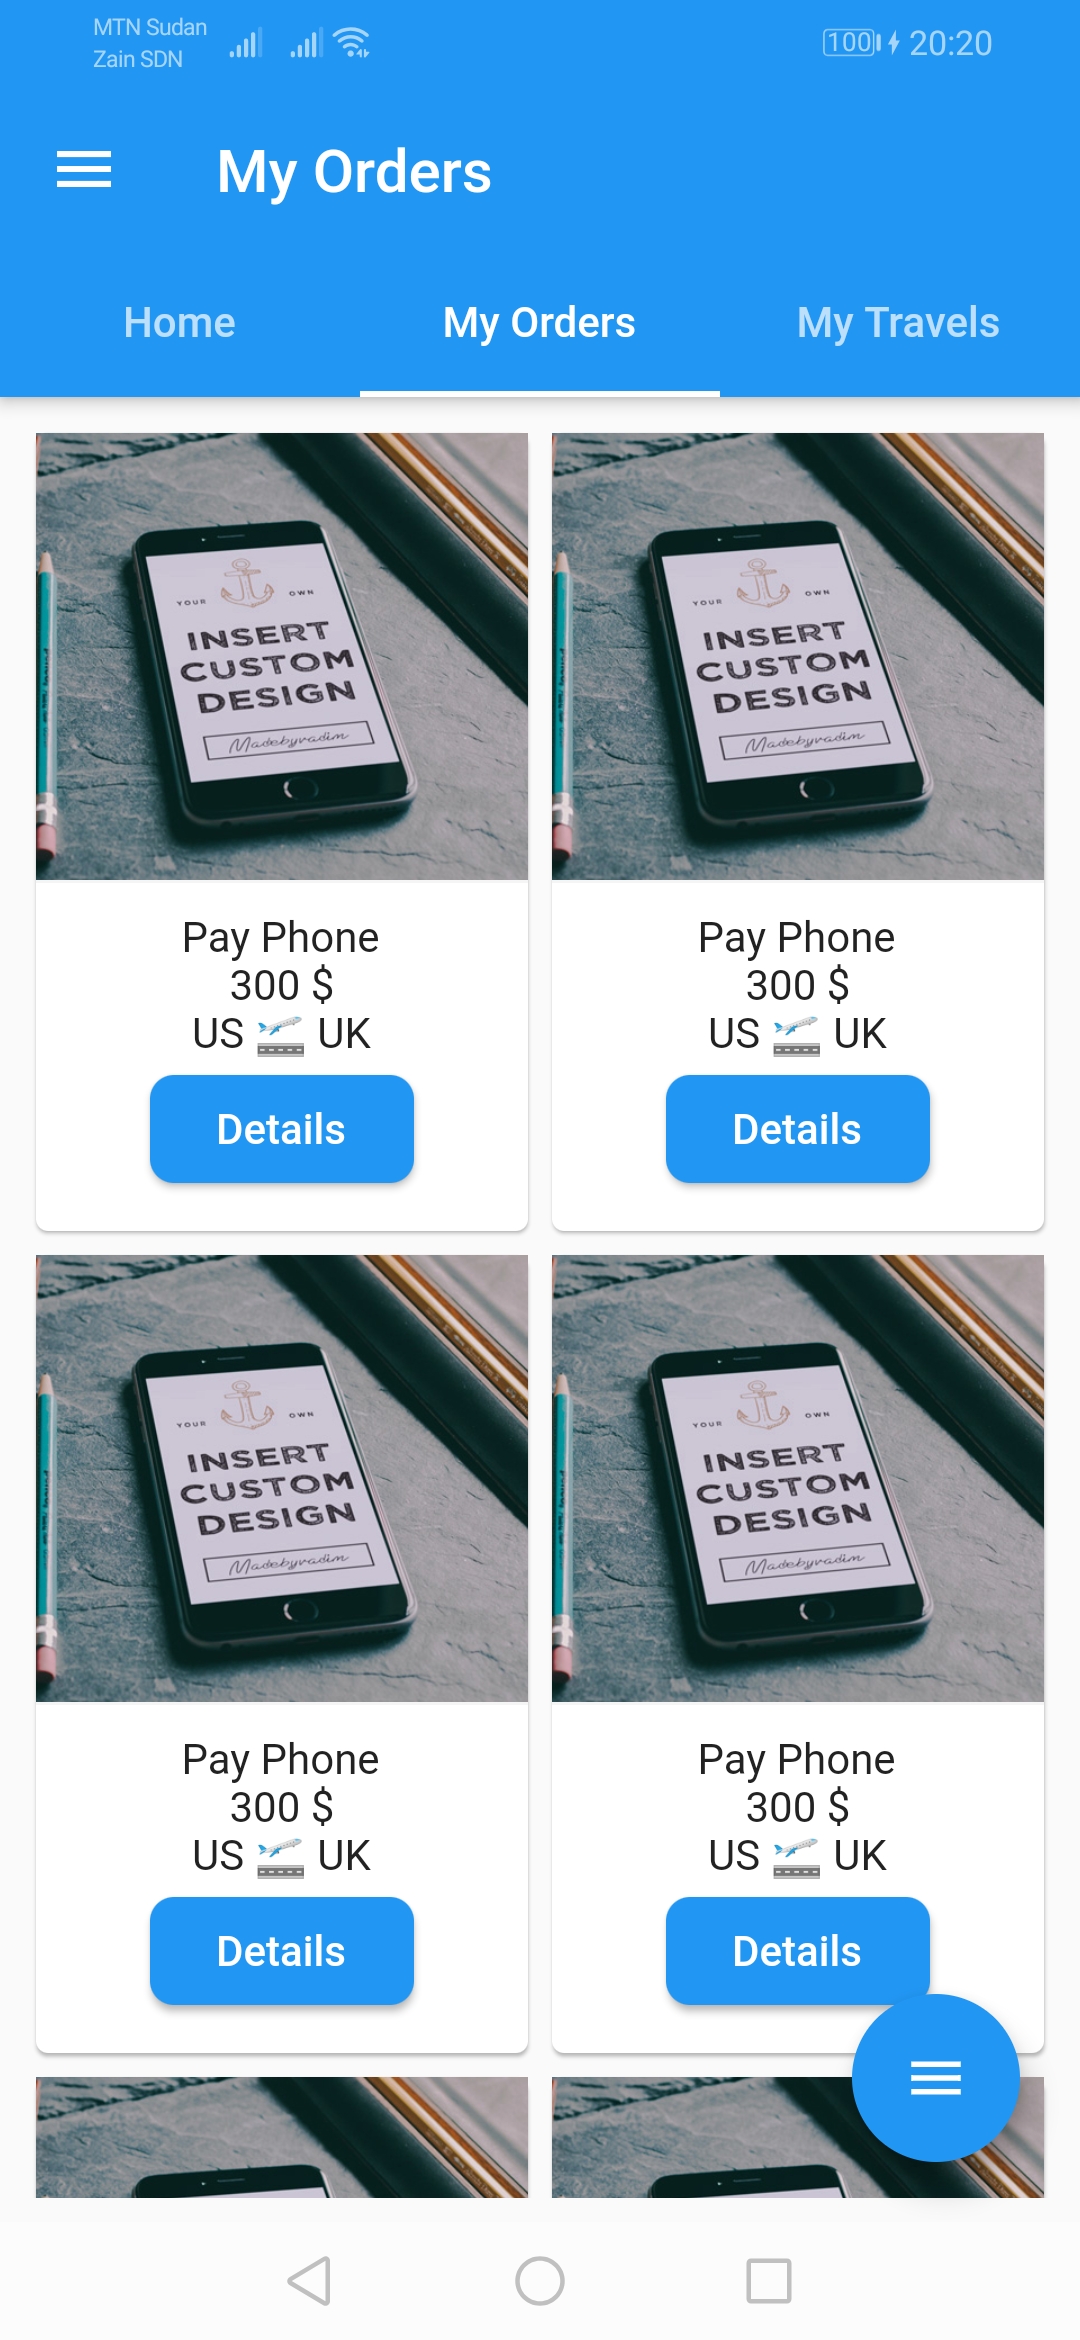 MTN Sudan
Zain SDN
100
20:20
My Orders
Home
My Orders
My Travels
YOUR OWN
INSERT
CUSTOM
DESIGN
Madebyvadim
YOUR OWN
INSERT
CUSTOM
DESIGN
Madebyvadim
Pay Phone
300 $
US 🛫 UK
Details
Pay Phone
300 $
US 🛫 UK
Details
YOUR OWN
INSERT
CUSTOM
DESIGN
Madebyvadim
YOUR OWN
INSERT
CUSTOM
DESIGN
Madebyvadim
Pay Phone
300 $
US 🛫 UK
Details
Pay Phone
300 $
US 🛫 UK
Details